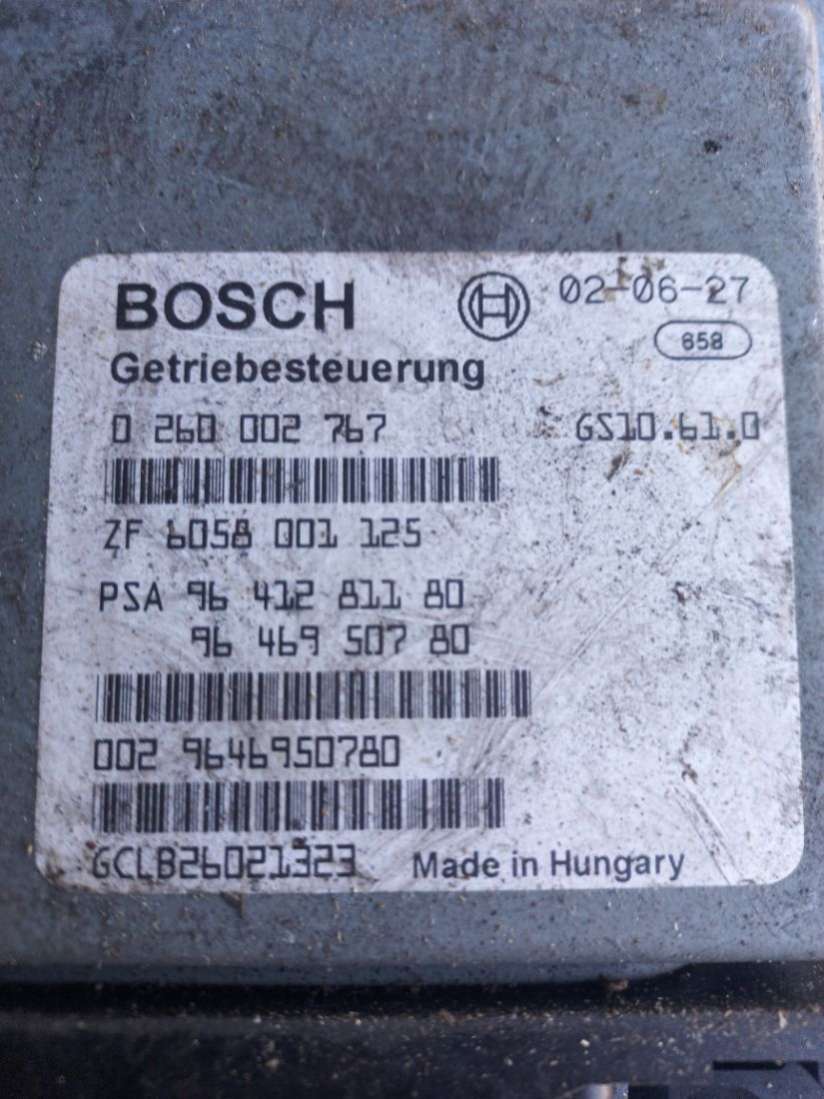 BOSCH 02-06-27
658
Getriebesteuerung
0 260 002 767 GS10.61.0
ZF 6058 001 125
PSA 96 412 811 80
96 469 507 80
002 9646950780
GCLB26021323 Made in Hungary